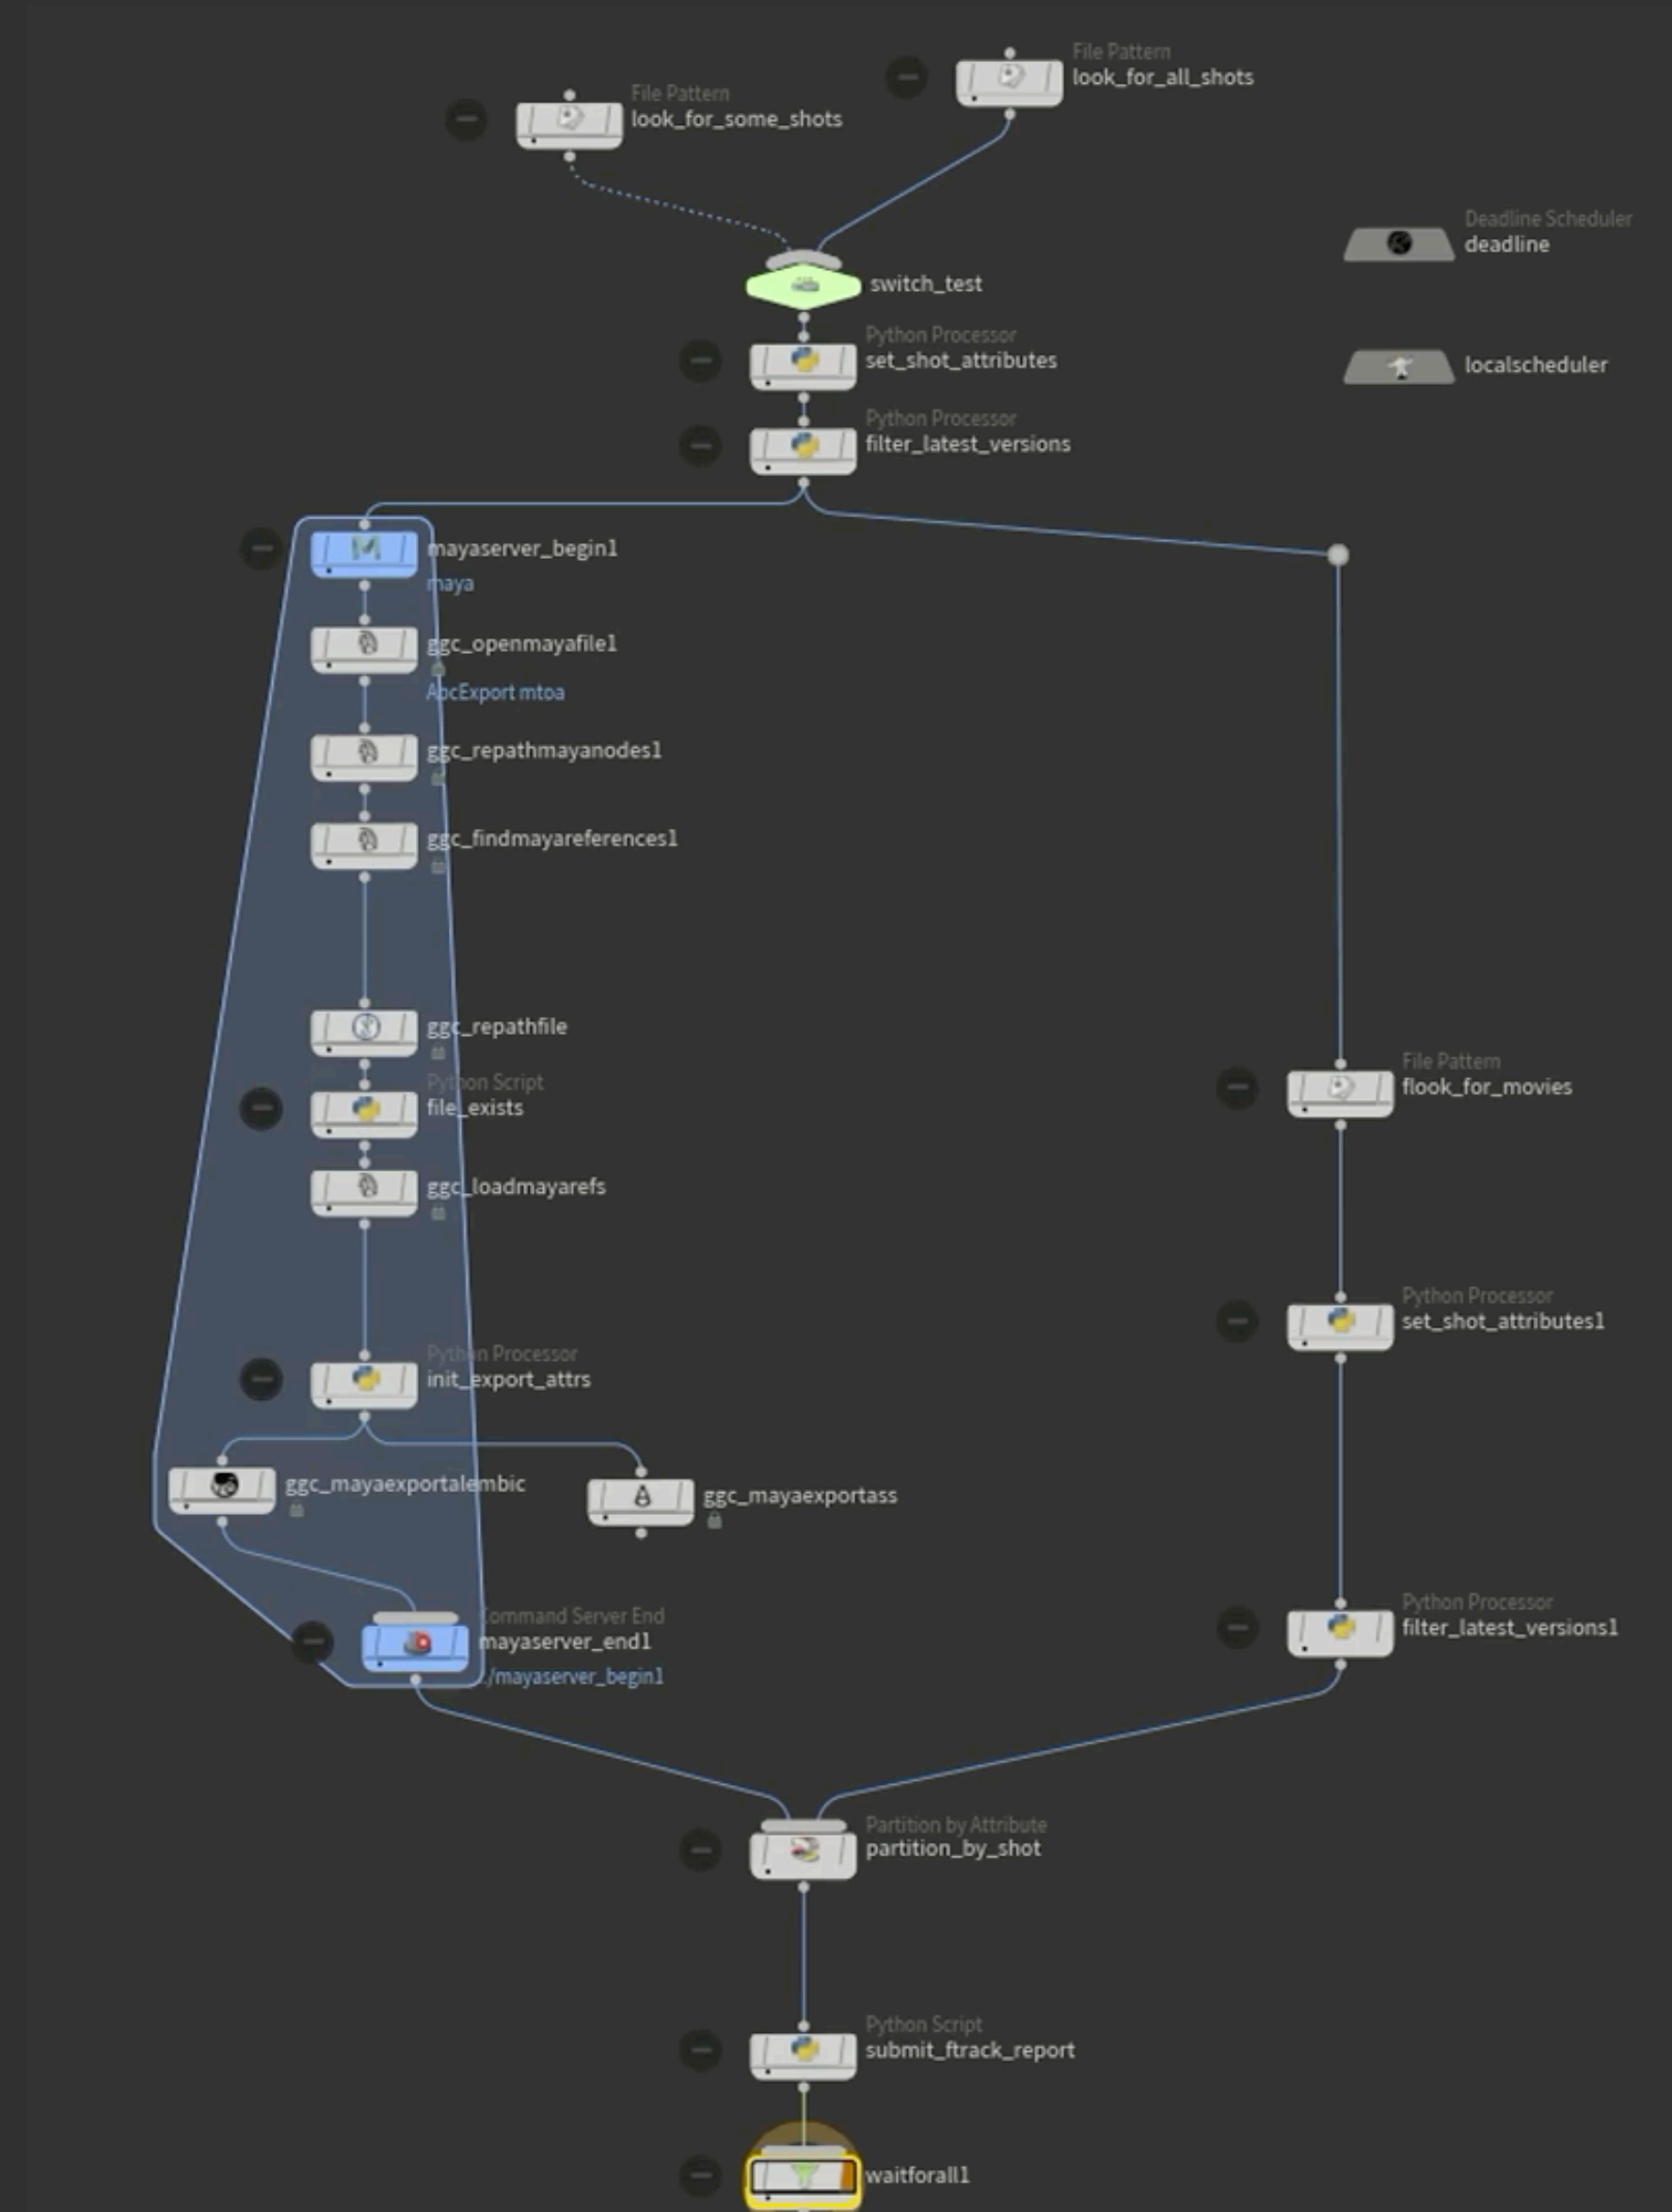 File Pattern
look_for_all_shots
File Pattern
look_for_some_shots
Deadline Scheduler
deadline
switch_test
Python Processor
set_shot_attributes
localscheduler
Python Processor
filter_latest_versions
mayaserver_begin1
maya
ggc_openmayafile1
AbcExport mtoa
ggc_repathmayanodes1
ggc_findmayareferences1
ggc_repathfile
Python Script
file_exists
ggc_loadmayarefs
File Pattern
flook_for_movies
Python Processor
set_shot_attributes1
Python Processor
init_export_attrs
ggc_mayaexportalembic
ggc_mayaexportass
Command Server End
mayaserver_end1
../mayaserver_begin1
Python Processor
filter_latest_versions1
Partition by Attribute
partition_by_shot
Python Script
submit_ftrack_report
waitforall1